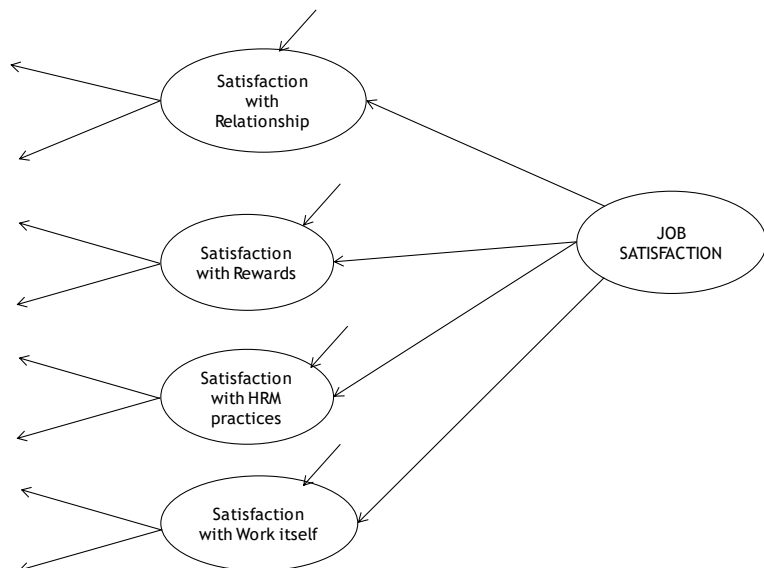 Satisfaction
with
Relationship
JOB
SATISFACTION
Satisfaction
with Rewards
Satisfaction
with HRM
practices
Satisfaction
with Work itself